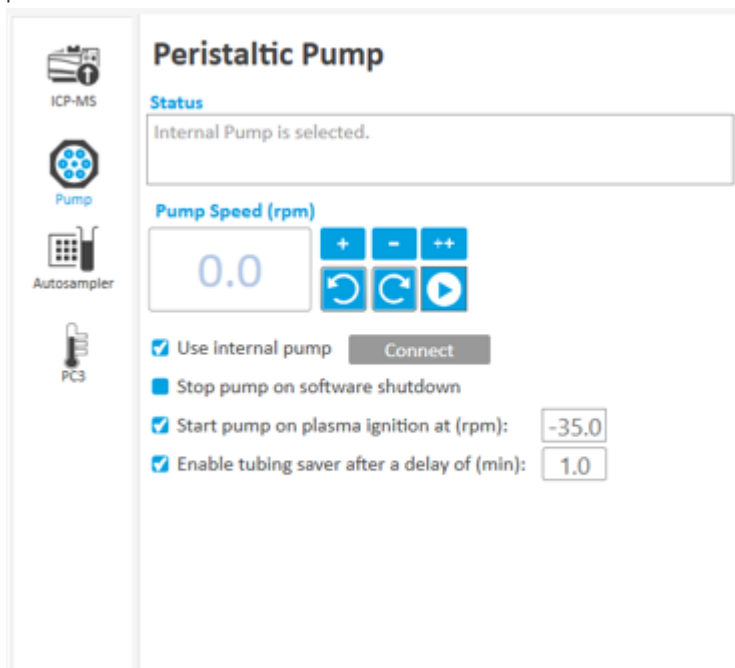 Peristaltic Pump
ICP-MS
Status
Internal Pump is selected.
Pump
Pump Speed (rpm)
+ - ++
0.0
Autosampler
Use internal pump Connect
PC3
Stop pump on software shutdown
Start pump on plasma ignition at (rpm): -35.0
Enable tubing saver after a delay of (min): 1.0